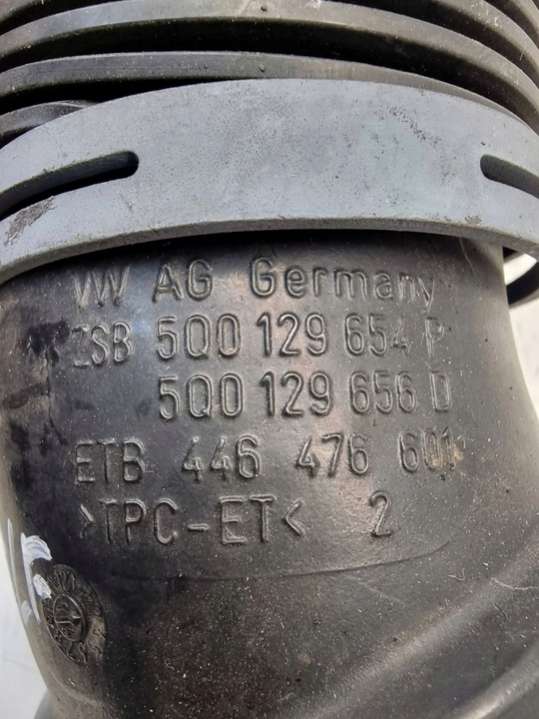 VW AG Germany
ZSB 5Q0 129 654 P
5Q0 129 656 D
ETB 446 476 601
>TPC-ET< 2